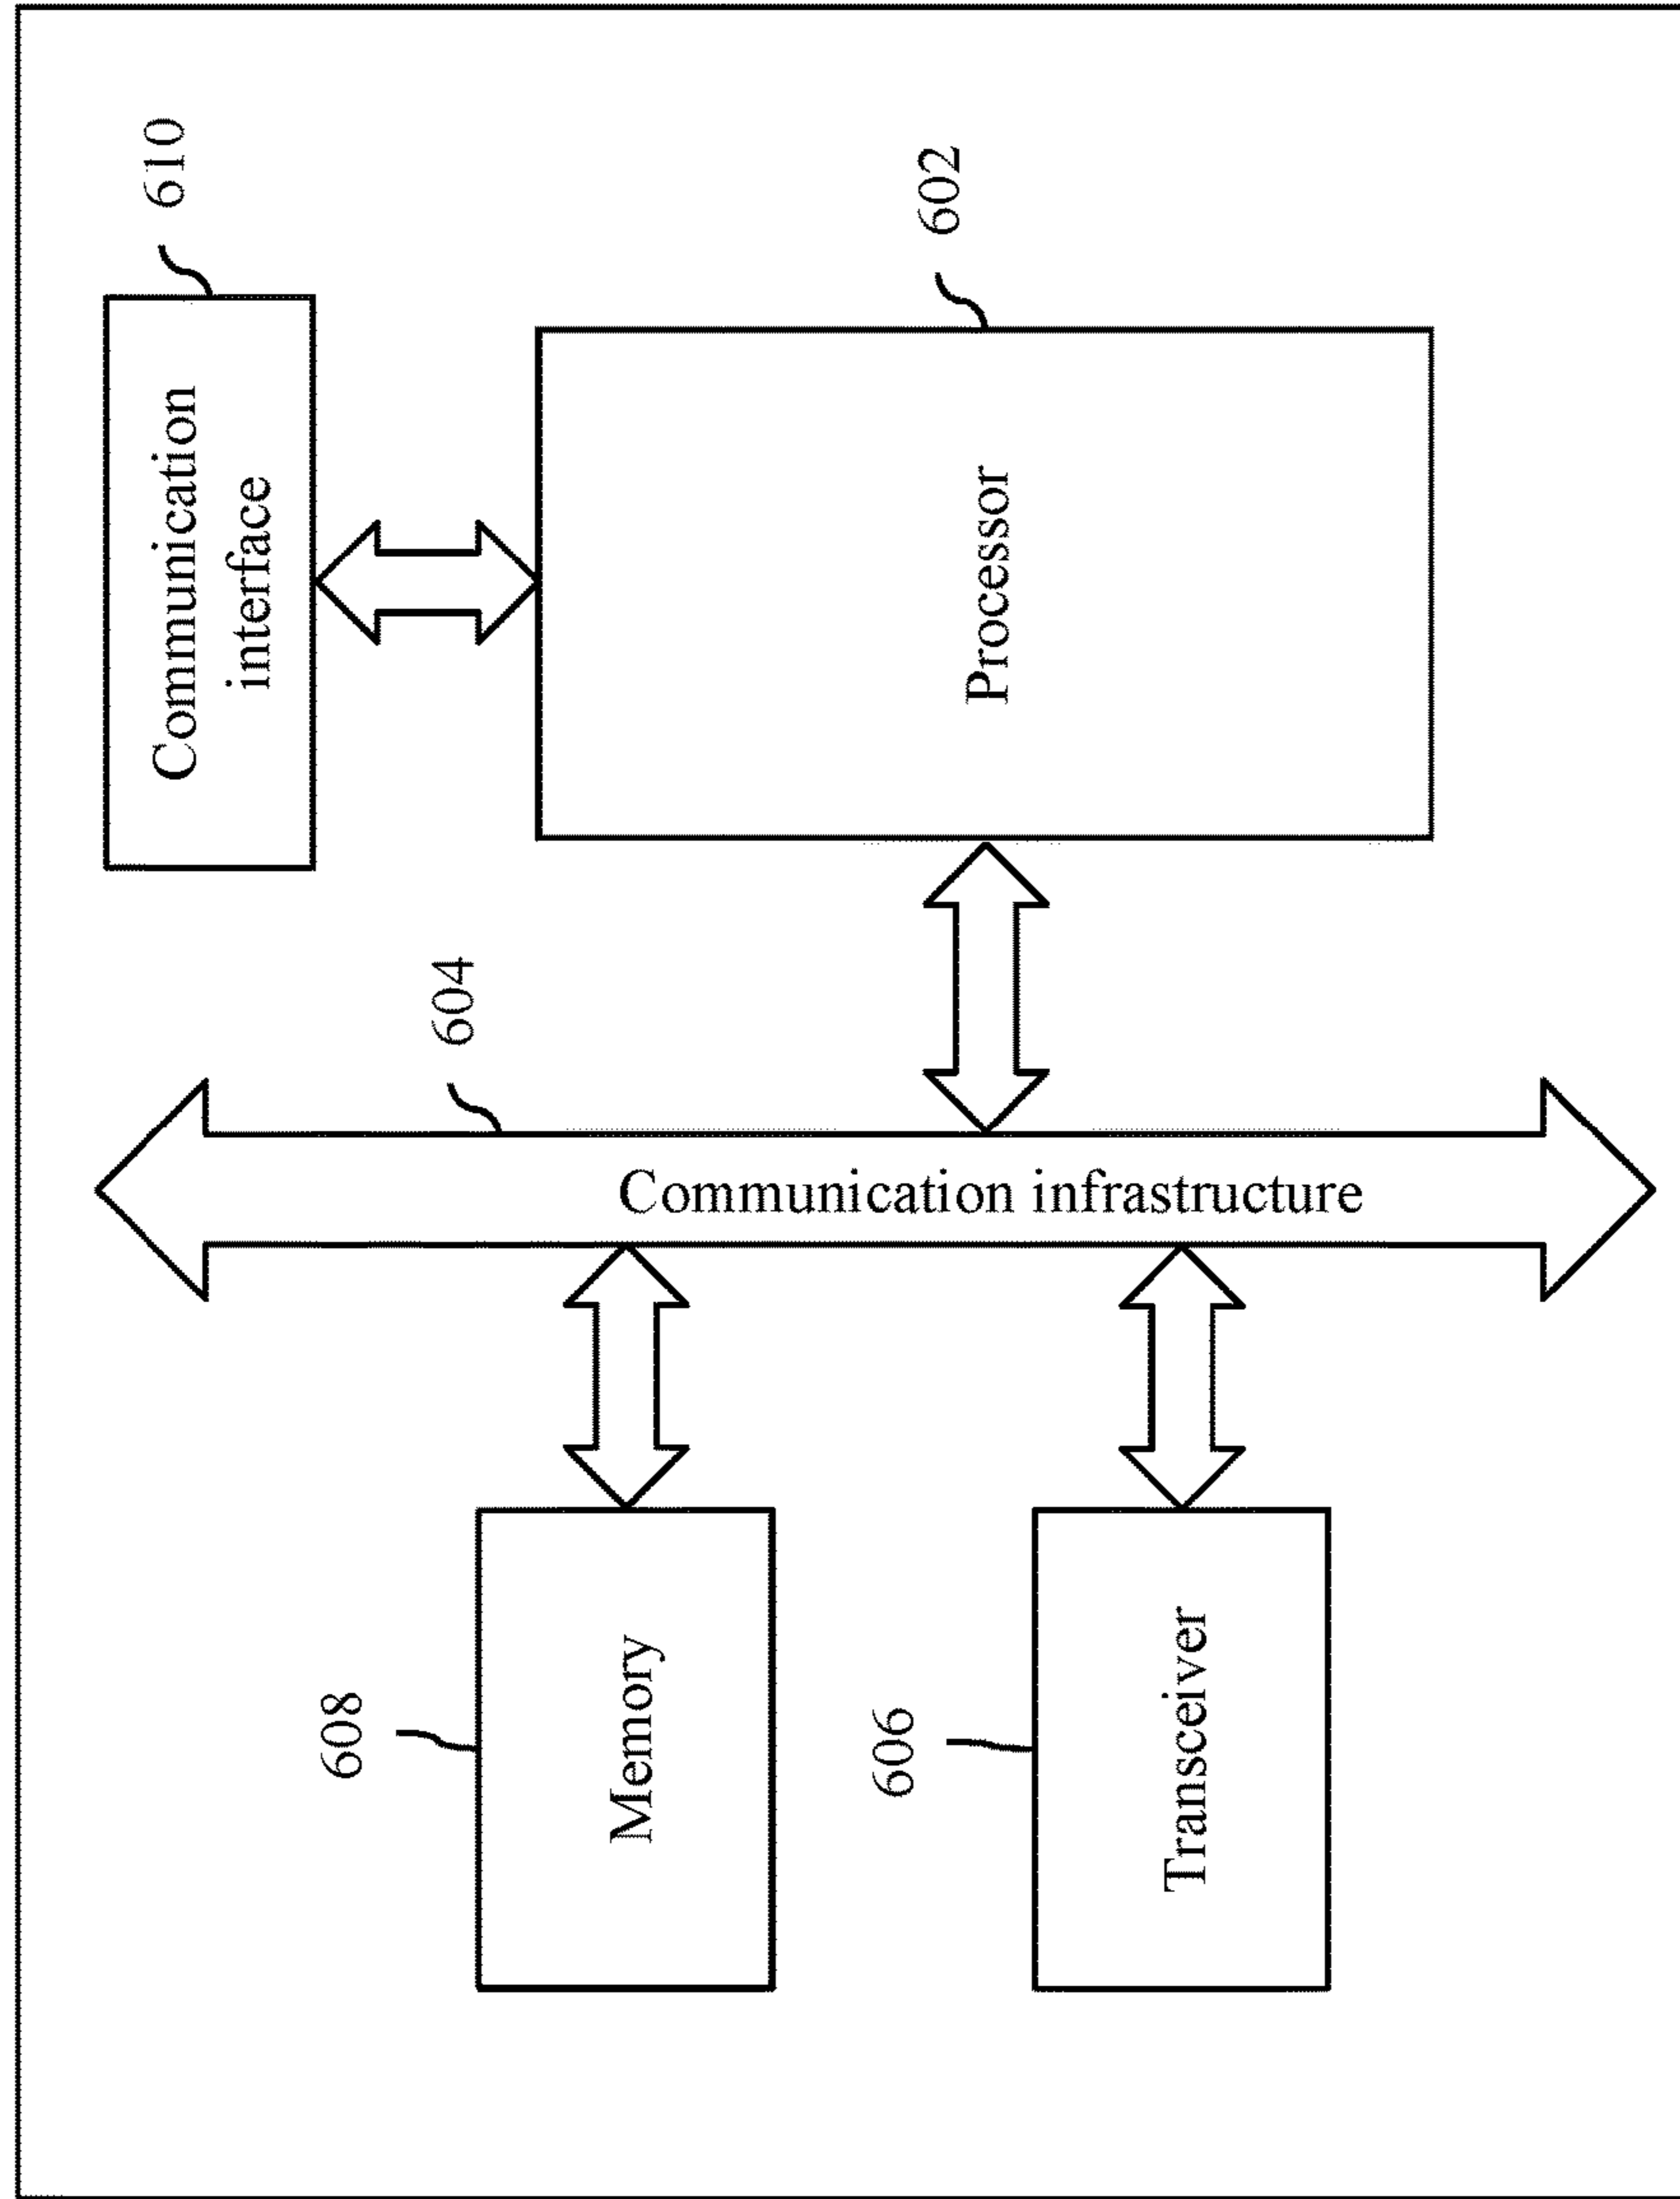 Communication
interface
610
Processor
602
604
Communication infrastructure
Memory
608
Transceiver
606